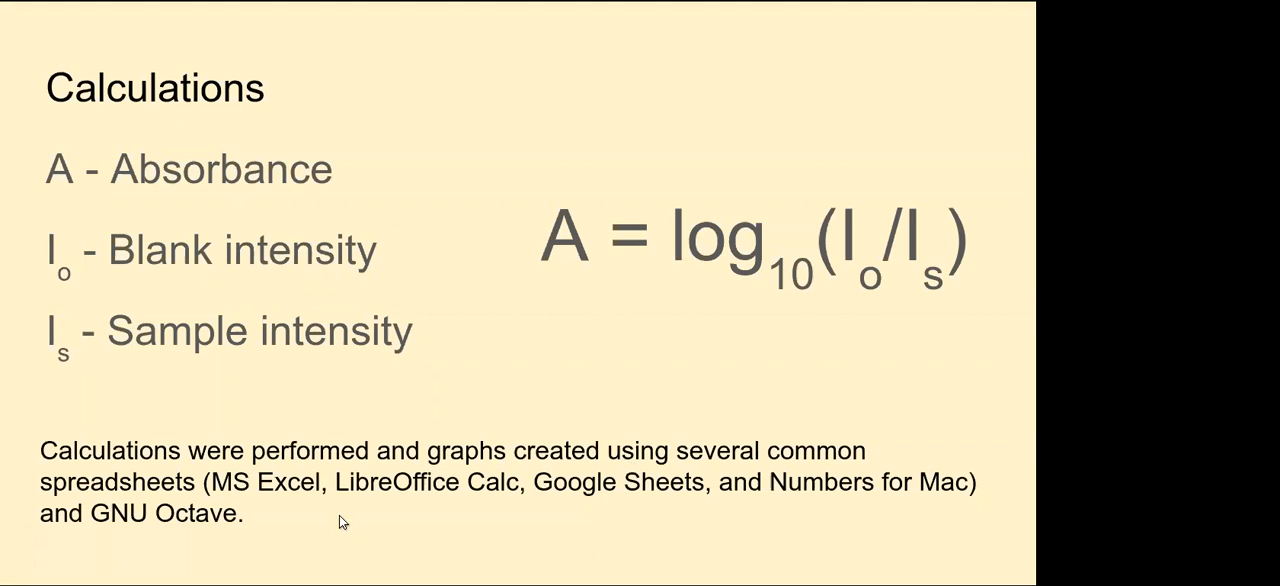 Calculations
A - Absorbance
Io - Blank intensity
Is - Sample intensity
A = log10(Io/Is)
Calculations were performed and graphs created using several common
spreadsheets (MS Excel, LibreOffice Calc, Google Sheets, and Numbers for Mac)
and GNU Octave.